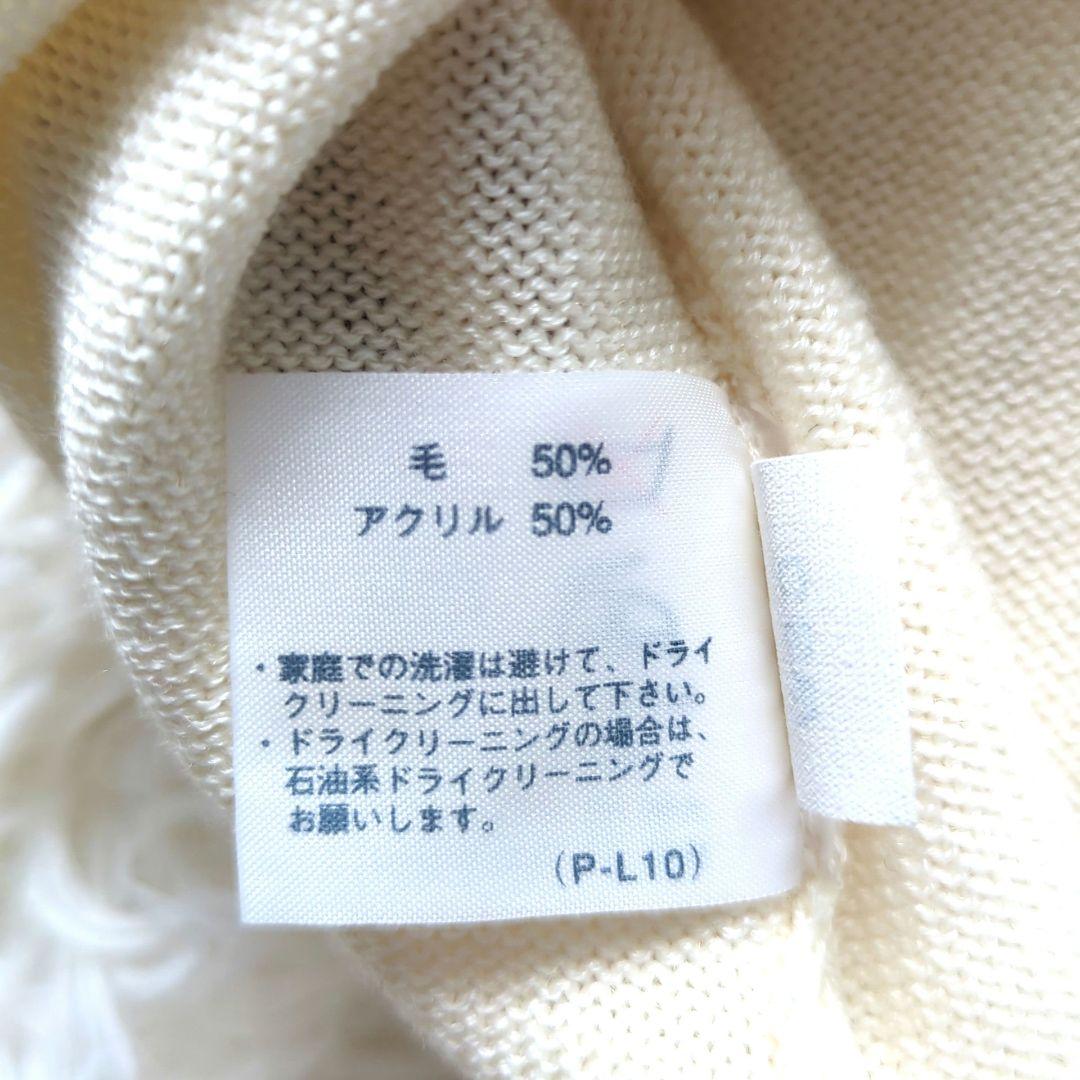 毛 50%
アクリル 50%
・家庭での洗濯は避けて、ドライ
クリーニングに出して下さい。
・ドライクリーニングの場合は、
石油系ドライクリーニングで
お願いします。
(P-L10)